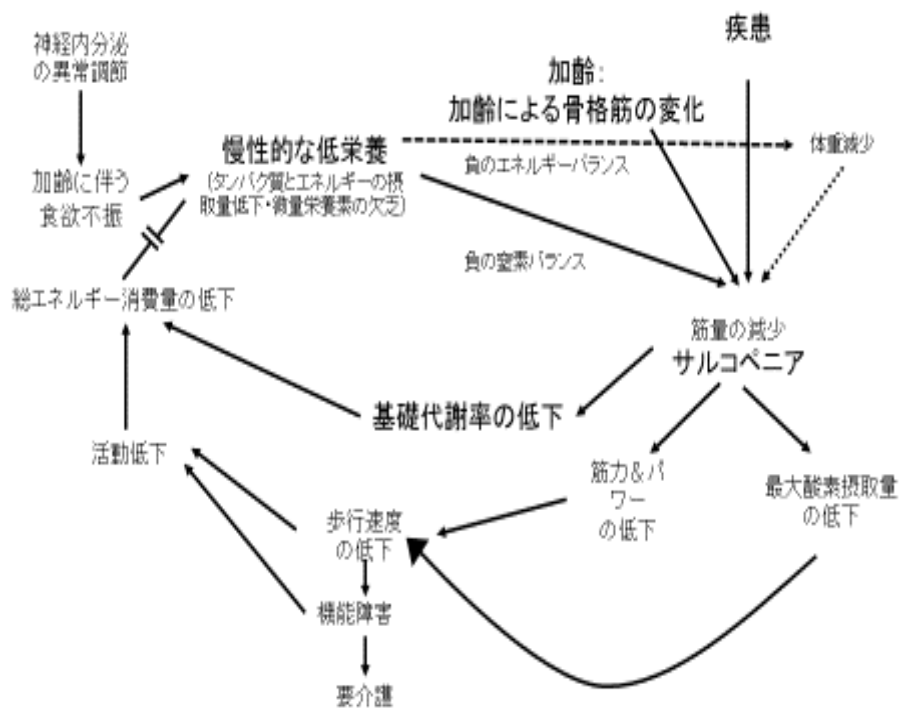 疾患
神経内分泌
の異常調節
加齢：
加齢による骨格筋の変化
慢性的な低栄養
(タンパク質とエネルギーの摂
取量低下・微量栄養素の欠乏)
負のエネルギーバランス
体重減少
加齢に伴う
食欲不振
負の窒素バランス
総エネルギー消費量の低下
筋量の減少
サルコペニア
基礎代謝率の低下
活動低下
筋力＆パ
ワー
の低下
最大酸素摂取量
の低下
歩行速度
の低下
機能障害
要介護